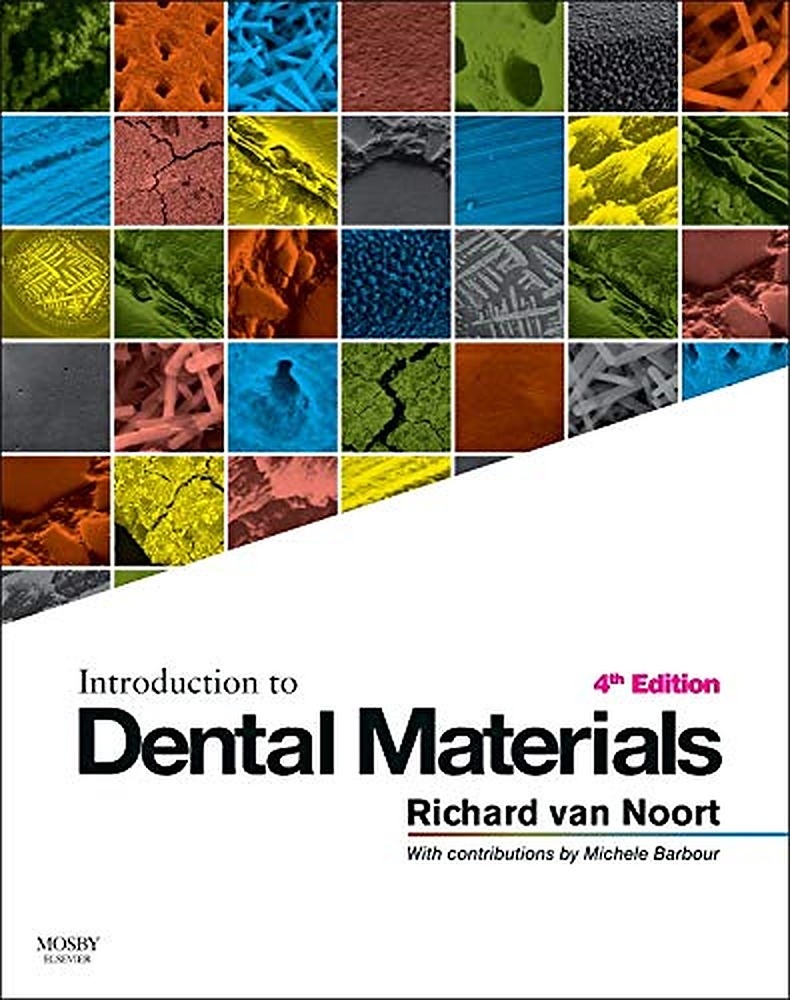 Introduction to
4th Edition
Dental Materials
Richard van Noort
With contributions by Michele Barbour
MOSBY
ELSEVIER